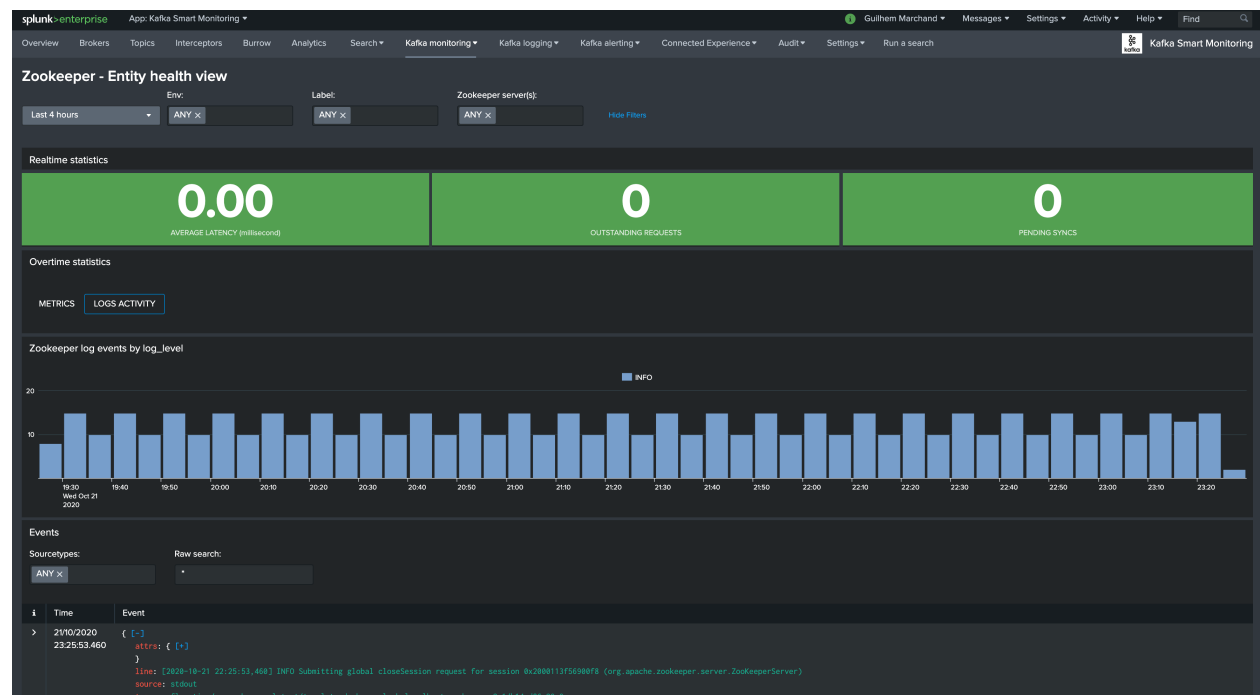 splunk>enterprise App: Kafka Smart Monitoring
i Guilhem Marchand Messages Settings Activity Help Find
Overview Brokers Topics Interceptors Burrow Analytics Search Kafka monitoring Kafka logging Kafka alerting Connected Experience Audit Settings Run a search
kafka Kafka Smart Monitoring
Zookeeper - Entity health view
Env: Label: Zookeeper server(s):
Last 4 hours ANY × ANY × ANY × Hide Filters
Realtime statistics
0.00 0 0
AVERAGE LATENCY (millisecond) OUTSTANDING REQUESTS PENDING SYNCS
Overtime statistics
METRICS LOGS ACTIVITY
Zookeeper log events by log_level
INFO
20
10
19:30 19:40 19:50 20:00 20:10 20:20 20:30 20:40 20:50 21:00 21:10 21:20 21:30 21:40 21:50 22:00 22:10 22:20 22:30 22:40 22:50 23:00 23:10 23:20
Wed Oct 21
2020
Events
Sourcetypes: Raw search:
ANY × *
i Time Event
> 21/10/2020 { [-]
23:25:53.460 attrs: { [+]
}
line: [2020-10-21 22:25:53,460] INFO Submitting global closeSession request for session 0x2000113f56900f8 (org.apache.zookeeper.server.ZooKeeperServer)
source: stdout